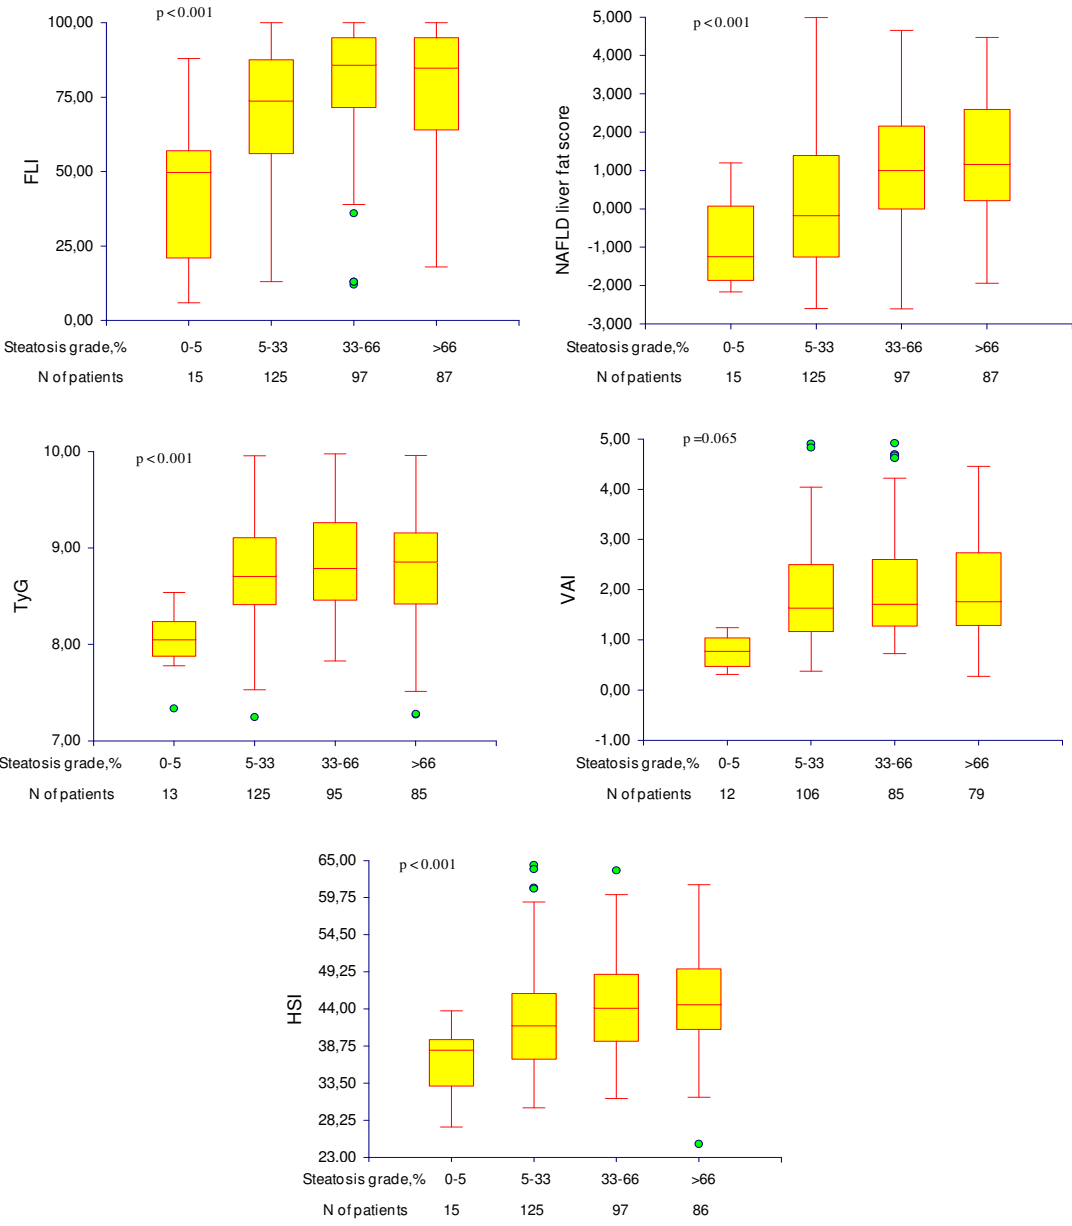 p<0.001
100,00
75,00
50,00
25,00
0,00
FLI
Steatosis grade,% 0-5 5-33 33-66 >66
N of patients 15 125 97 87
p<0.001
5,000
4,000
3,000
2,000
1,000
0,000
-1,000
-2,000
-3,000
NAFLD liver fat score
Steatosis grade,% 0-5 5-33 33-66 >66
N of patients 15 125 97 87
p<0.001
10,00
9,00
8,00
7,00
TyG
Steatosis grade,% 0-5 5-33 33-66 >66
N of patients 13 125 95 85
p=0.065
5,00
4,00
3,00
2,00
1,00
0,00
-1.00
VAI
Steatosis grade,% 0-5 5-33 33-66 >66
N of patients 12 106 85 79
p<0.001
65,00
59,75
54,50
49,25
44,00
38,75
33,50
28,25
23.00
HSI
Steatosis grade,% 0-5 5-33 33-66 >66
N of patients 15 125 97 86